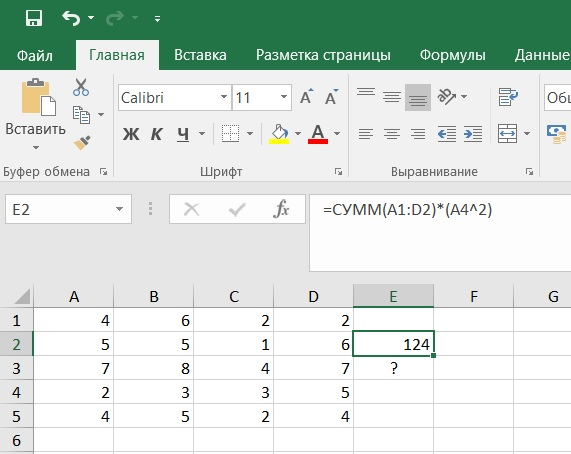 Файл Главная Вставка Разметка страницы Формулы Данные
Вставить
Calibri 11 A A
Ж К Ч A
Общ
Буфер обмена Шрифт Выравнивание
E2 fx =СУММ(A1:D2)*(A4^2)
A B C D E F G
1 4 6 2 2
2 5 5 1 6 124
3 7 8 4 7 ?
4 2 3 3 5
5 4 5 2 4
6